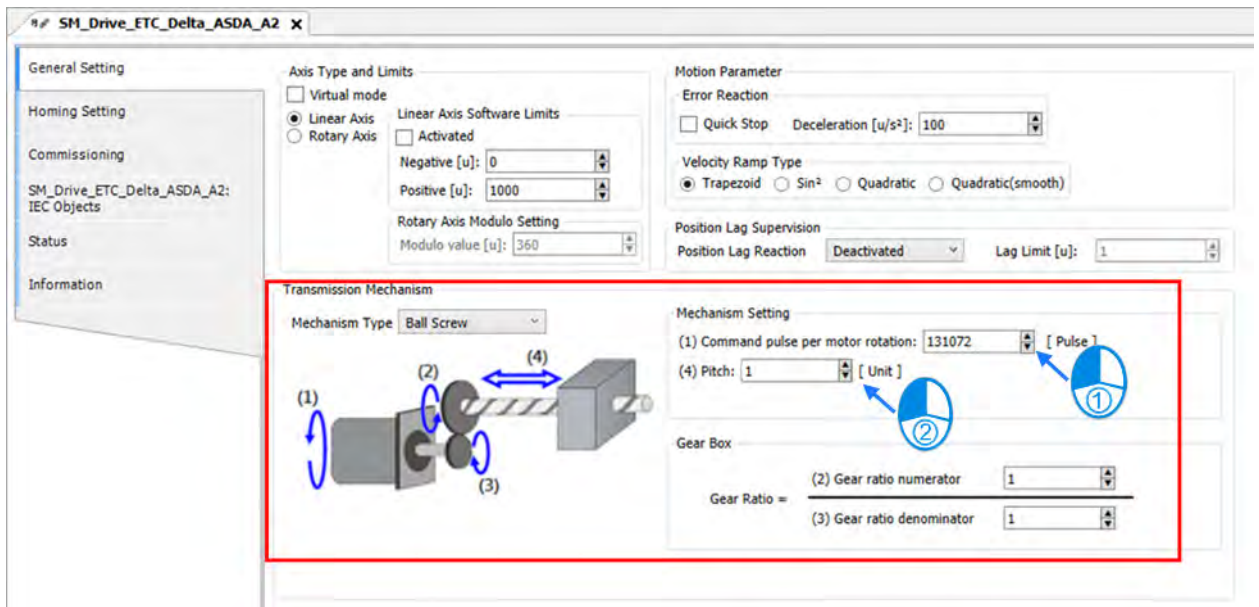 SM_Drive_ETC_Delta_ASDA_A2 X
General Setting
Homing Setting
Commissioning
SM_Drive_ETC_Delta_ASDA_A2:
IEC Objects
Status
Information
Axis Type and Limits
Virtual mode
Linear Axis
Rotary Axis
Linear Axis Software Limits
Activated
Negative [u]: 0
Positive [u]: 1000
Rotary Axis Modulo Setting
Modulo value [u]: 360
Motion Parameter
Error Reaction
Quick Stop Deceleration [u/s²]: 100
Velocity Ramp Type
Trapezoid Sin² Quadratic Quadratic(smooth)
Position Lag Supervision
Position Lag Reaction Deactivated Lag Limit [u]: 1
Transmission Mechanism
Mechanism Type Ball Screw
(1)
(2)
(4)
(3)
Mechanism Setting
(1) Command pulse per motor rotation: 131072 [ Pulse ]
(4) Pitch: 1 [ Unit ]
①
②
Gear Box
Gear Ratio =
(2) Gear ratio numerator 1
(3) Gear ratio denominator 1